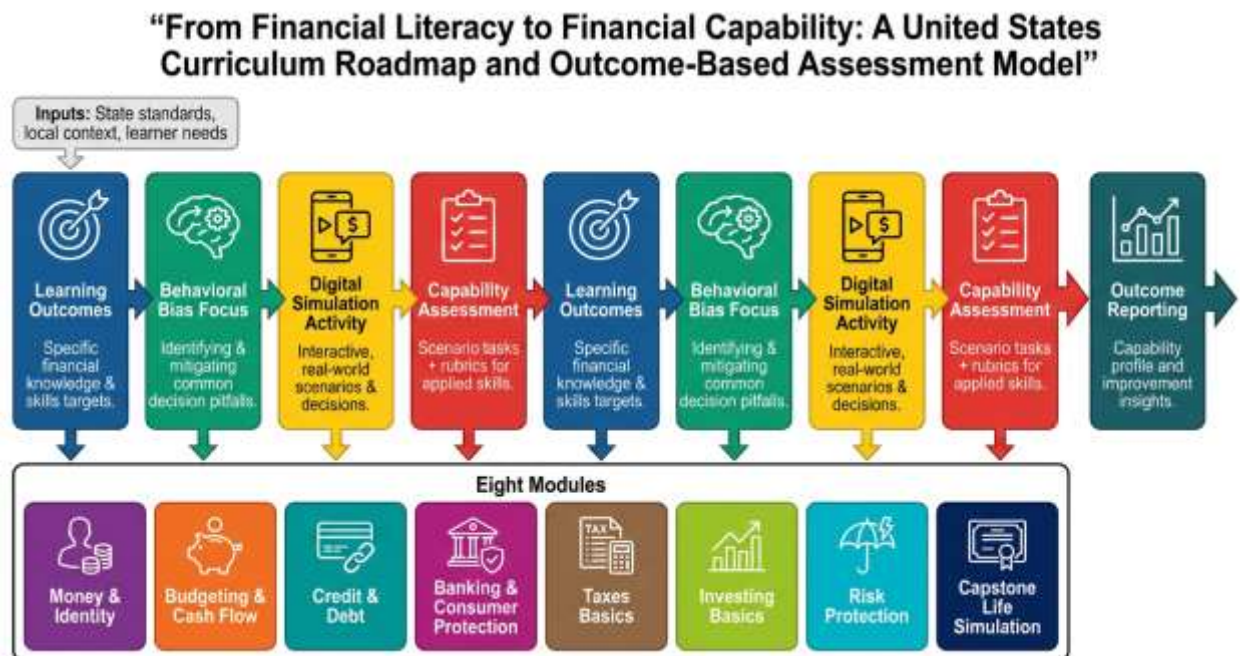 “From Financial Literacy to Financial Capability: A United States
Curriculum Roadmap and Outcome-Based Assessment Model”
Inputs: State standards,
local context, learner needs
Learning
Outcomes
Specific
financial
knowledge &
skills targets.
Behavioral
Bias Focus
Identifying &
mitigating
common
decision pitfalls.
$
Digital
Simulation
Activity
Interactive,
real-world
scenarios &
decisions.
Capability
Assessment
Scenario tasks
+ rubrics for
applied skills.
Learning
Outcomes
Specific
financial
knowledge &
skills targets.
Behavioral
Bias Focus
Identifying &
mitigating
common
decision pitfalls.
$
Digital
Simulation
Activity
Interactive,
real-world
scenarios &
decisions.
Capability
Assessment
Scenario tasks
+ rubrics for
applied skills.
Outcome
Reporting
Capability
profile and
improvement
insights.
Eight Modules
Money &
Identity
Budgeting &
Cash Flow
Credit &
Debt
Banking &
Consumer
Protection
TAX
Taxes
Basics
Investing
Basics
Risk
Protection
Capstone
Life
Simulation